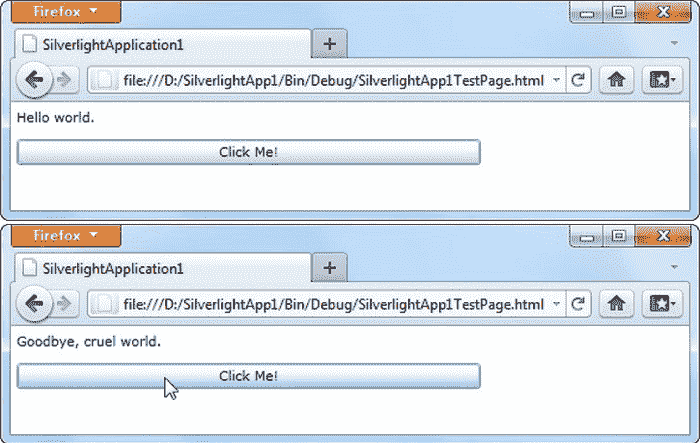 Firefox
SilverlightApplication1
file:///D:/SilverlightApp1/Bin/Debug/SilverlightApp1TestPage.html
Hello world.
Click Me!
Firefox
SilverlightApplication1
file:///D:/SilverlightApp1/Bin/Debug/SilverlightApp1TestPage.html
Goodbye, cruel world.
Click Me!